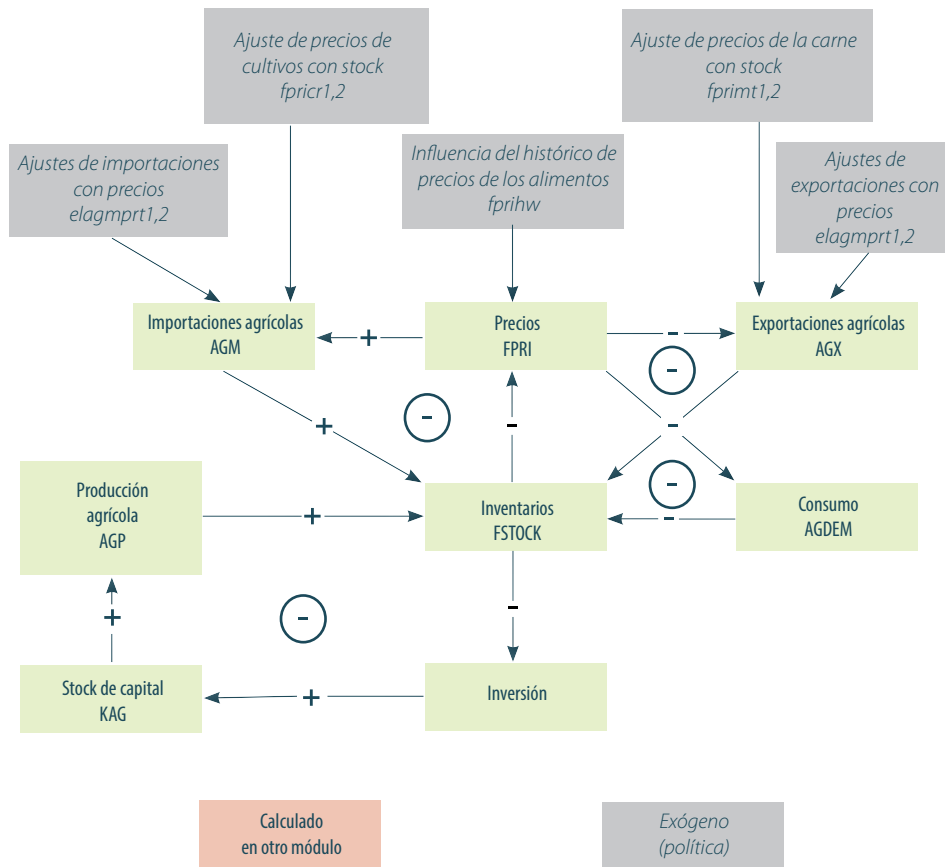 Ajuste de precios de
cultivos con stock
fpricr1,2
Ajuste de precios de la carne
con stock
fprimt1,2
Ajustes de importaciones
con precios
elagmprt1,2
Influencia del histórico de
precios de los alimentos
fprihw
Ajustes de
exportaciones con
precios
elagmprt1,2
Importaciones agrícolas
AGM
+
Precios
FPRI
-
Exportaciones agrícolas
AGX
-
-
+
-
-
-
Producción
agrícola
AGP
+
Inventarios
FSTOCK
-
Consumo
AGDEM
+
-
-
Stock de capital
KAG
+
Inversión
Calculado
en otro módulo
Exógeno
(política)